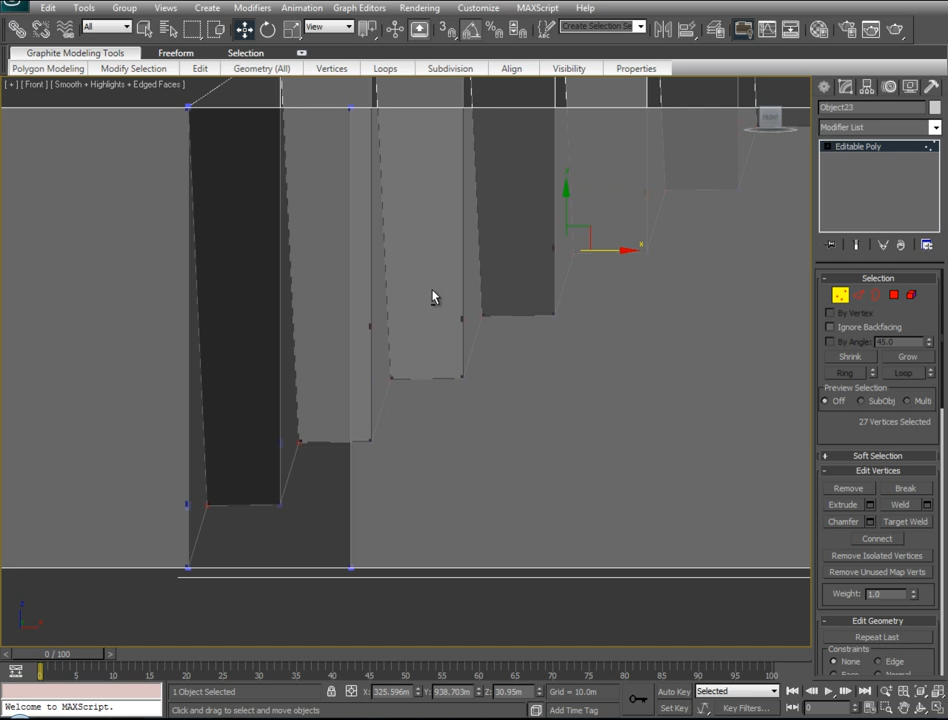 Edit Tools Group Views Create Modifiers Animation Graph Editors Rendering Customize MAXScript Help
All View Create Selection Se
Graphite Modeling Tools Freeform Selection
Polygon Modeling Modify Selection Edit Geometry (All) Vertices Loops Subdivision Align Visibility Properties
[ + ] [ Front ] [ Smooth + Highlights + Edged Faces ]
FRONT
Object23
Modifier List
Editable Poly
x
- Selection
By Vertex
Ignore Backfacing
By Angle: 45.0
Shrink Grow
Ring Loop
Preview Selection
Off SubObj Multi
27 Vertices Selected
+ Soft Selection
- Edit Vertices
Remove Break
Extrude Weld
Chamfer Target Weld
Connect
Remove Isolated Vertices
Remove Unused Map Verts
Weight: 1.0
- Edit Geometry
Repeat Last
Constraints
None Edge
z
x
< 0 / 100 >
0 5 10 15 20 25 30 35 40 45 50 55 60 65 70 75 80 85 90 95 100
1 Object Selected X: 325.596m Y: 938.703m Z: 30.95m Grid = 10.0m Auto Key Selected
Welcome to MAXScript. Click and drag to select and move objects Add Time Tag Set Key Key Filters... 0